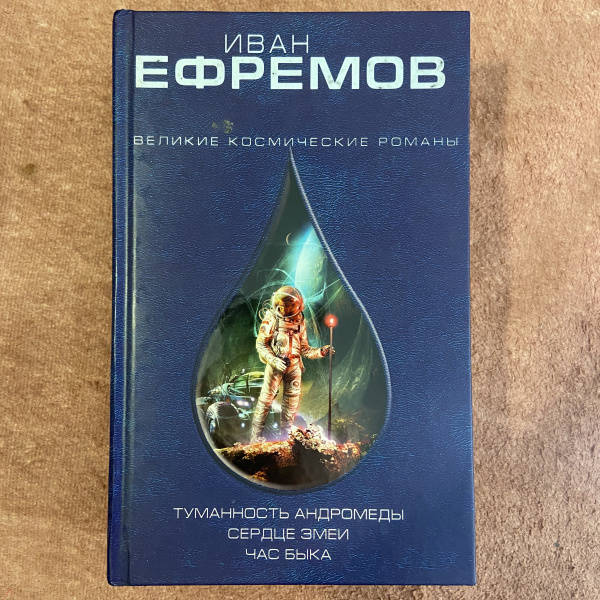 ИВАН
ЕФРЕМОВ
ВЕЛИКИЕ КОСМИЧЕСКИЕ РОМАНЫ
ТУМАННОСТЬ АНДРОМЕДЫ
СЕРДЦЕ ЗМЕИ
ЧАС БЫКА